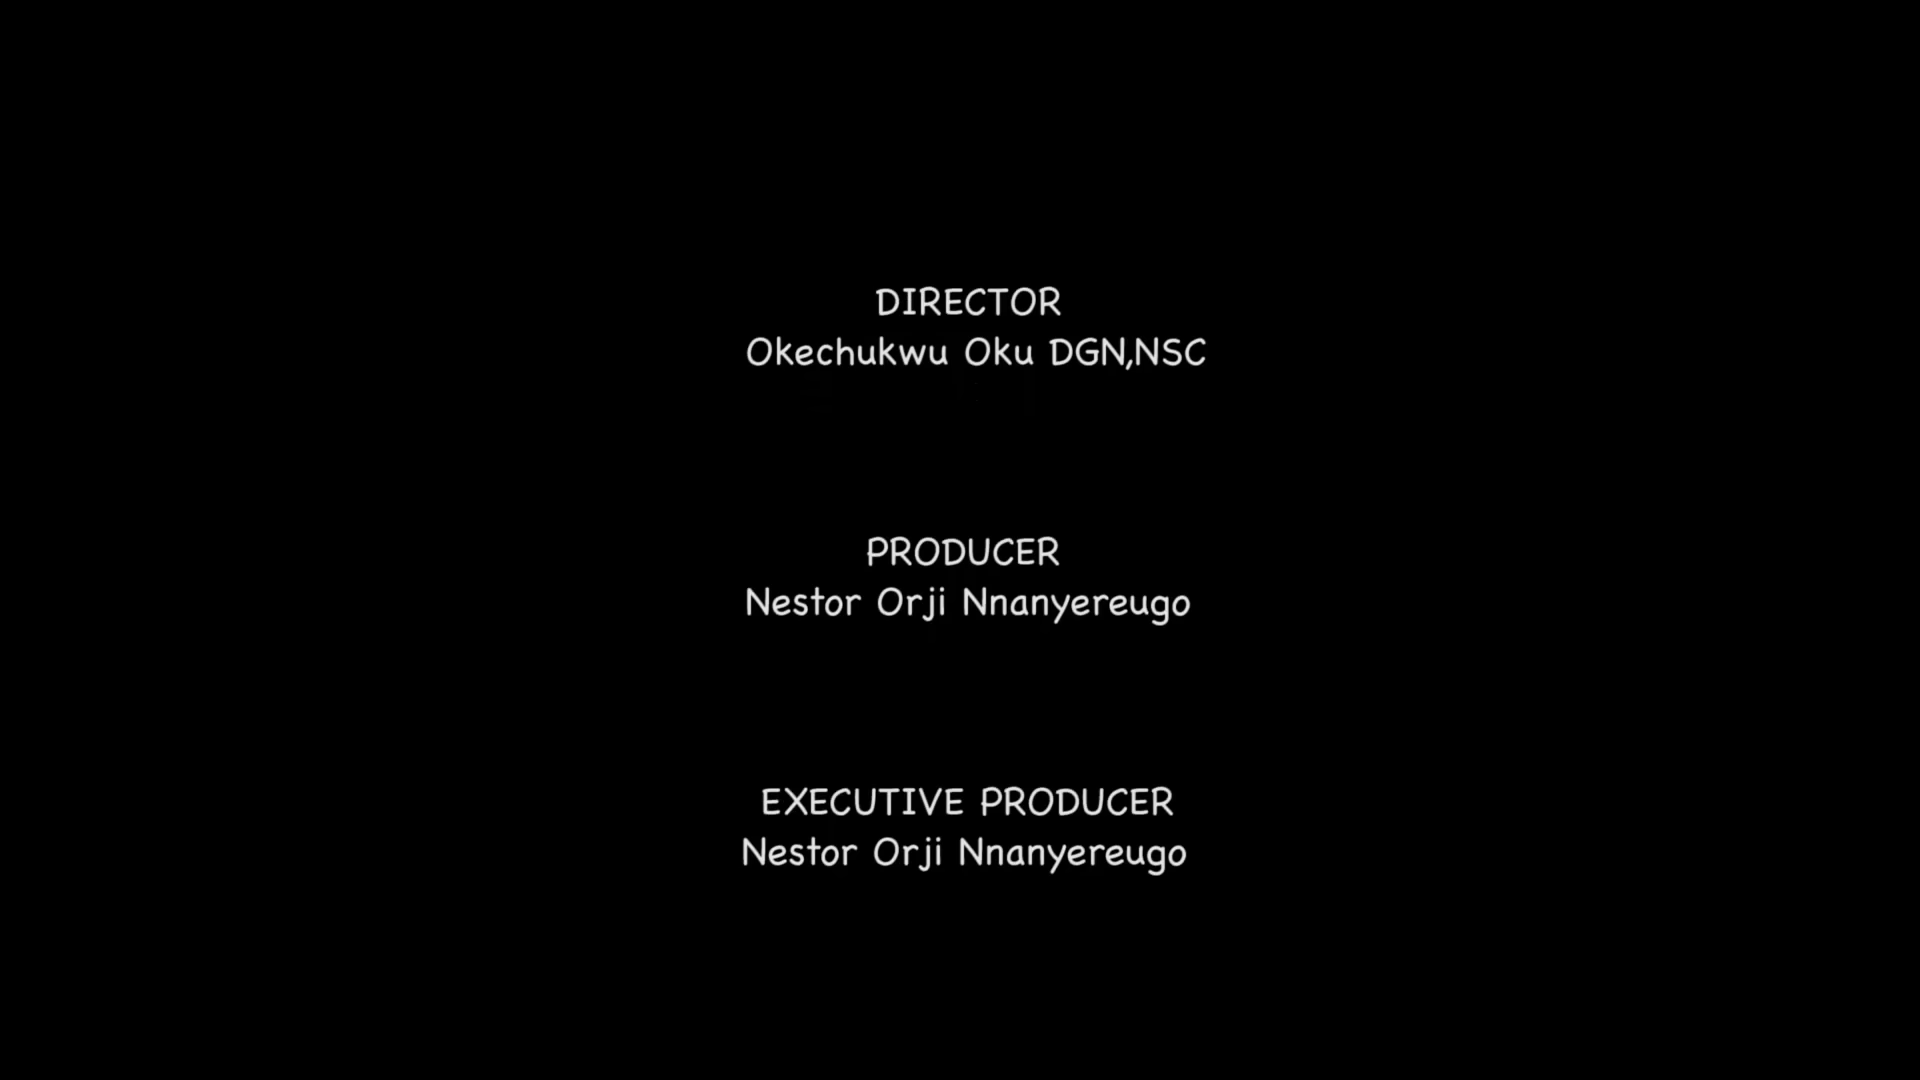 DIRECTOR
Okechukwu Oku DGN,NSC
PRODUCER
Nestor Orji Nnanyereugo
EXECUTIVE PRODUCER
Nestor Orji Nnanyereugo